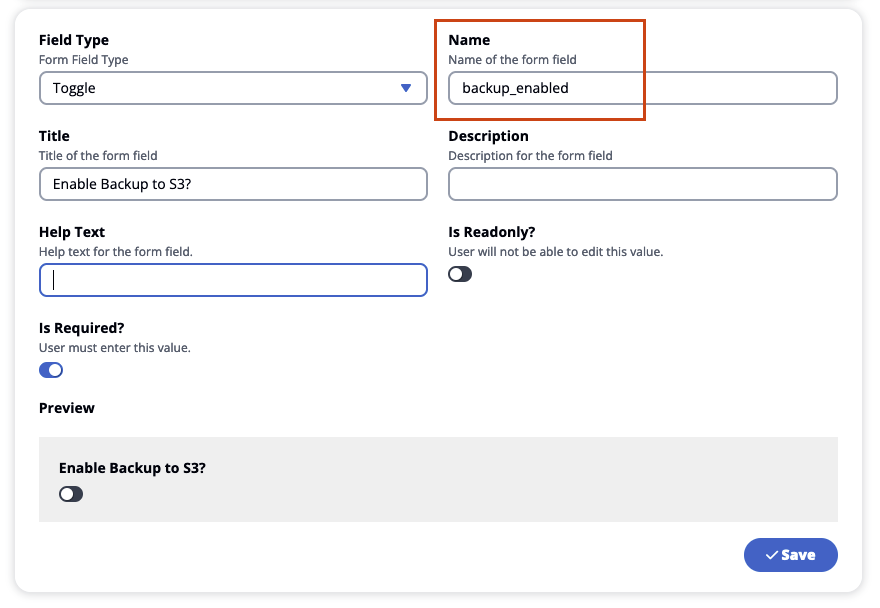 Field Type
Form Field Type
Toggle
Name
Name of the form field
backup_enabled
Title
Title of the form field
Enable Backup to S3?
Description
Description for the form field
Help Text
Help text for the form field.
Is Readonly?
User will not be able to edit this value.
Is Required?
User must enter this value.
Preview
Enable Backup to S3?
Save